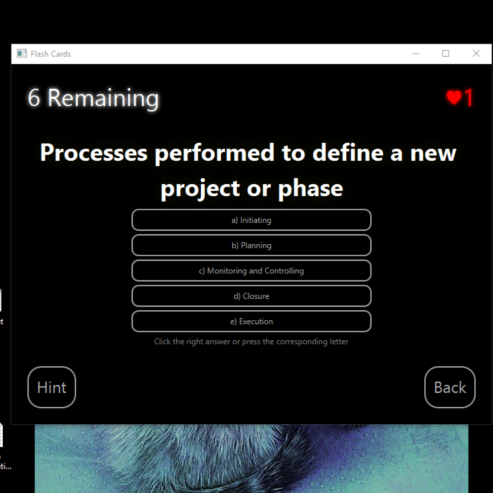 Flash Cards
6 Remaining
♥1
Processes performed to define a new
project or phase
a) Initiating
b) Planning
c) Monitoring and Controlling
d) Closure
e) Execution
Click the right answer or press the corresponding letter
Hint
Back